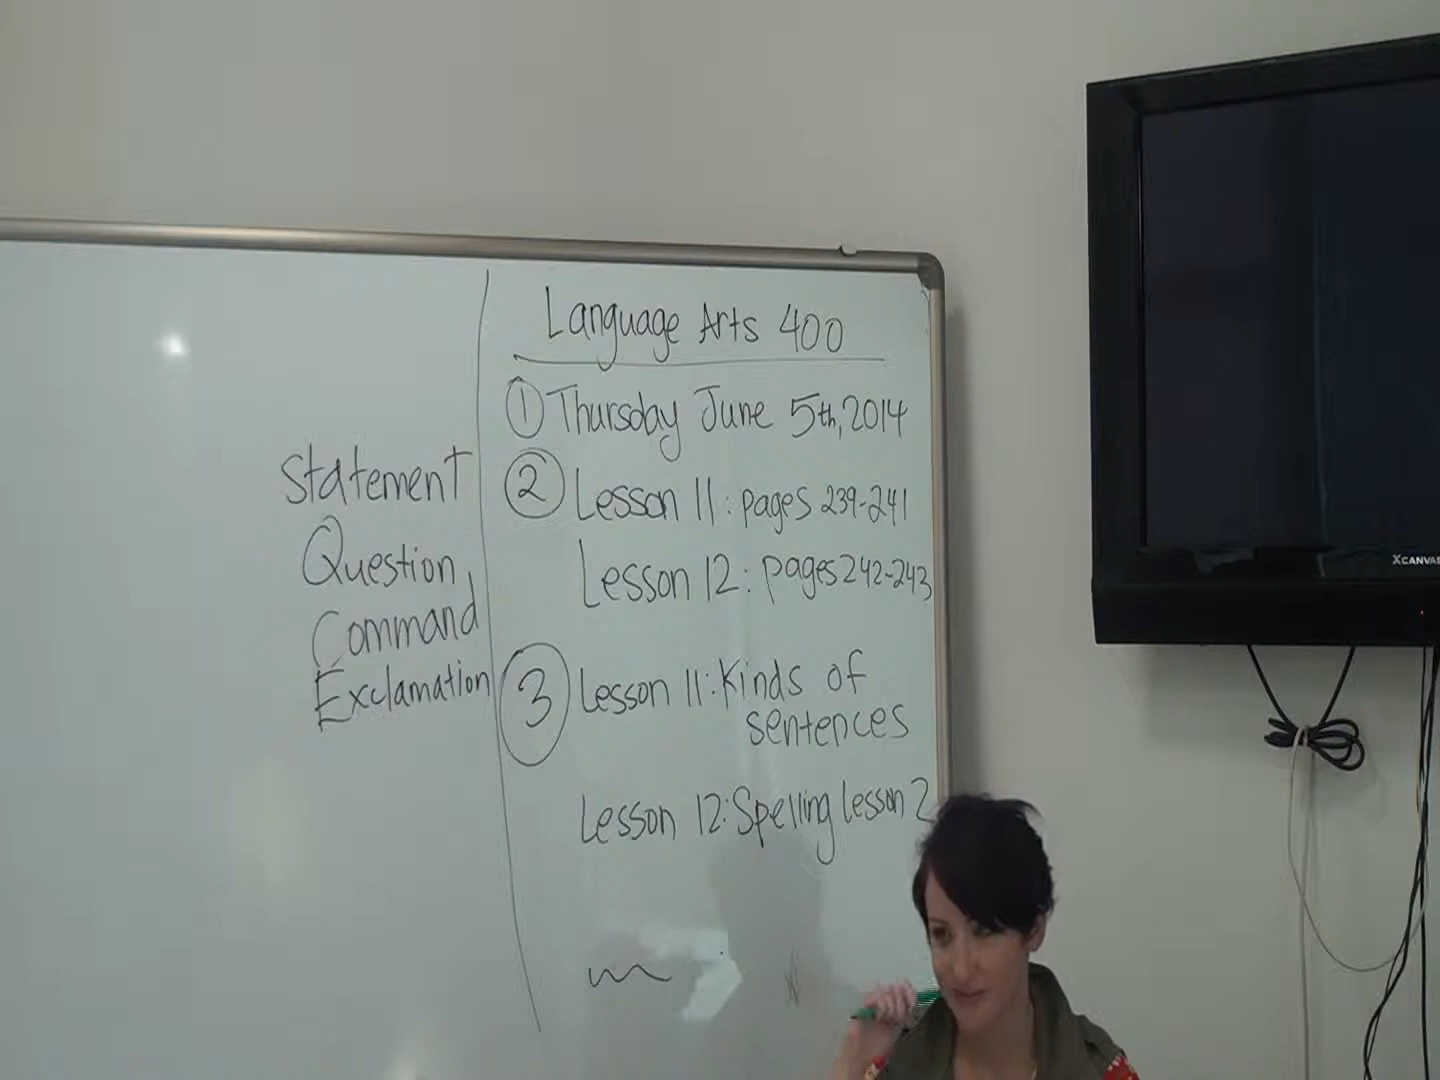 Language Arts 400
1 Thursday June 5th, 2014
2 Lesson 11: pages 239-241
Lesson 12: pages 242-243
3 Lesson 11: Kinds of
sentences
Lesson 12: Spelling lesson 2
Statement
Question
Command
Exclamation